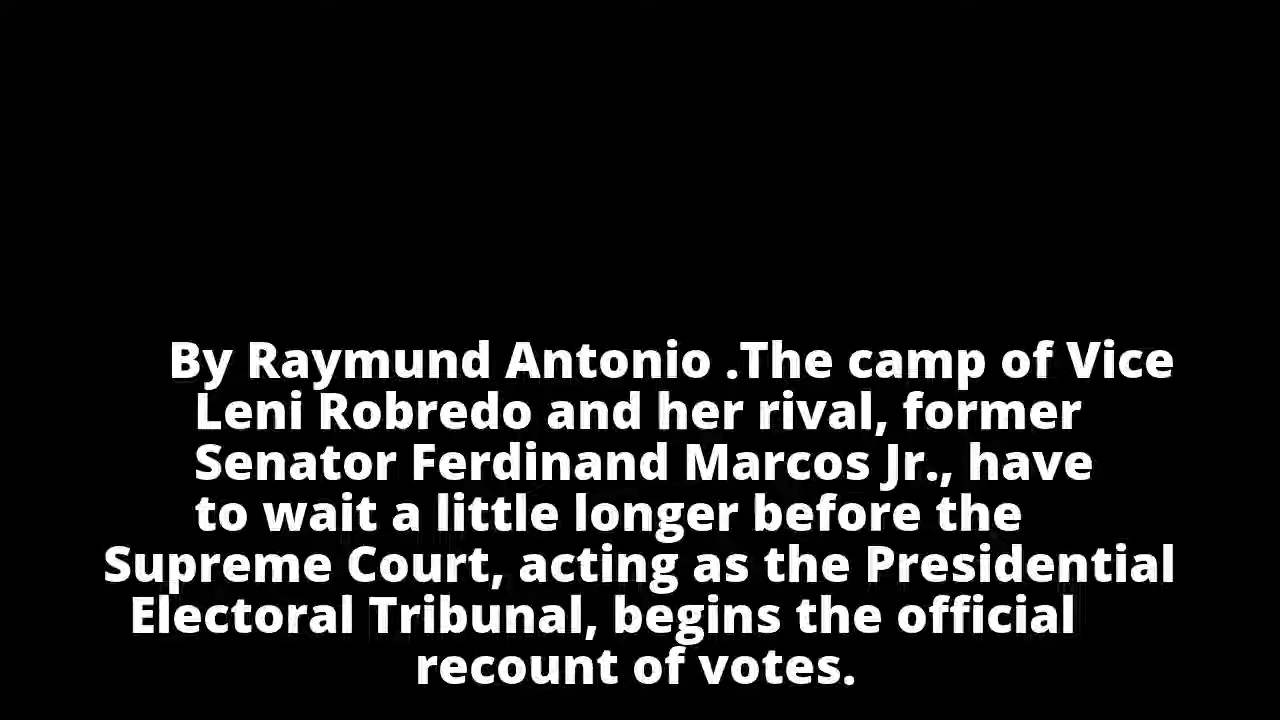 By Raymund Antonio .The camp of Vice
Leni Robredo and her rival, former
Senator Ferdinand Marcos Jr., have
to wait a little longer before the
Supreme Court, acting as the Presidential
Electoral Tribunal, begins the official
recount of votes.